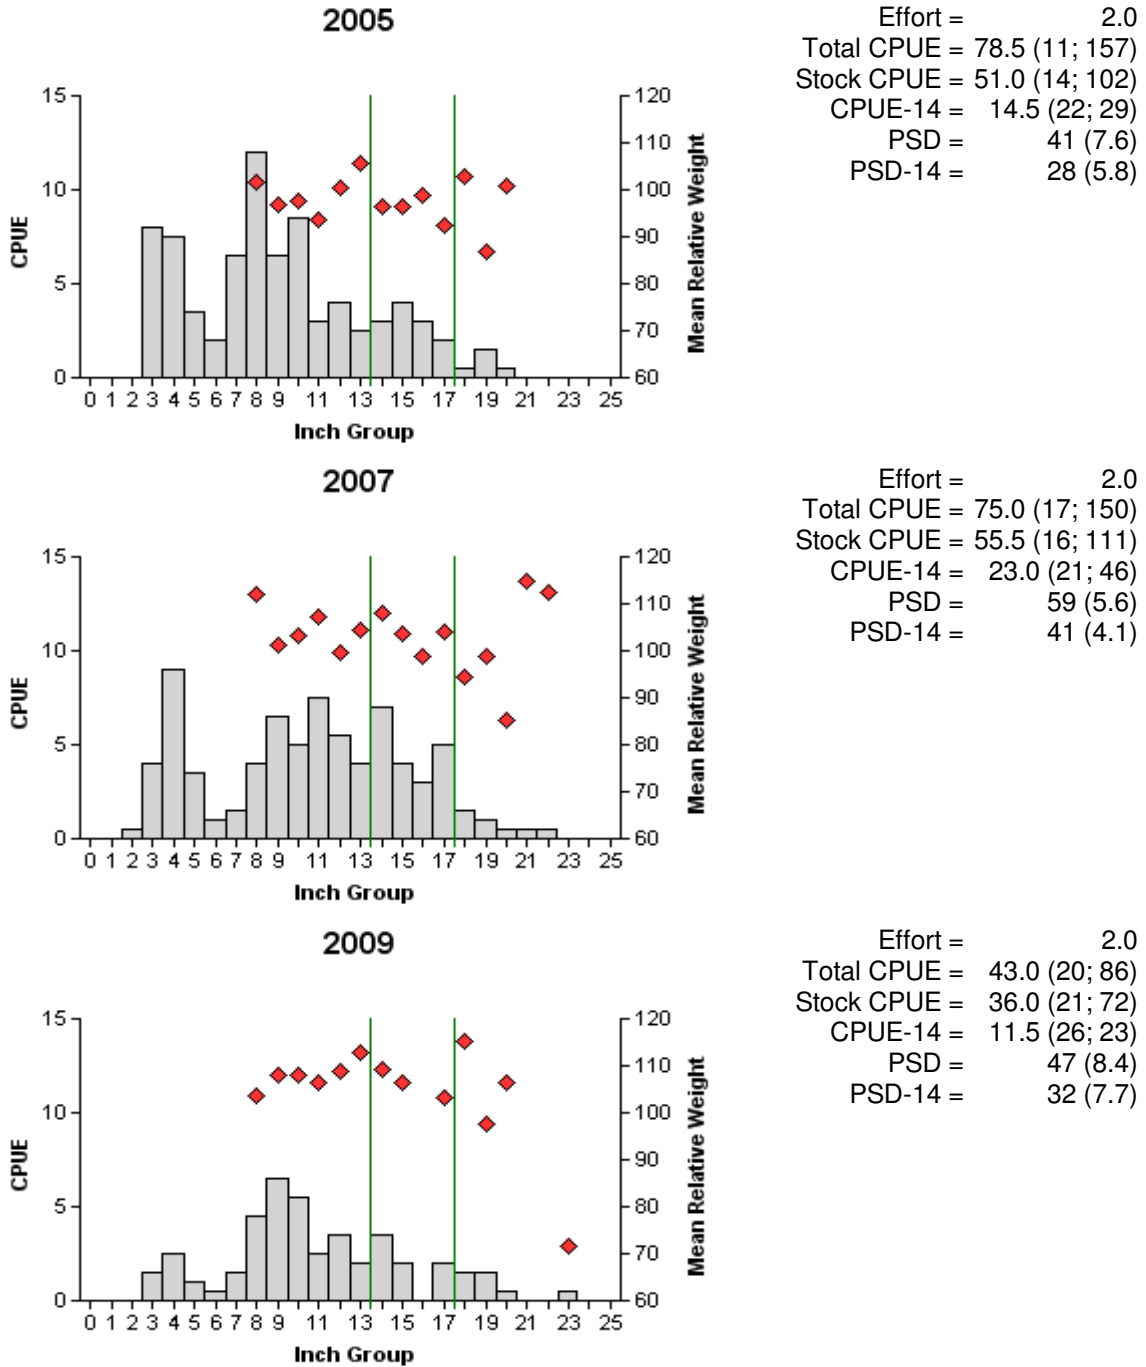 2005
Effort = 2.0
Total CPUE = 78.5 (11; 157)
Stock CPUE = 51.0 (14; 102)
CPUE-14 = 14.5 (22; 29)
PSD = 41 (7.6)
PSD-14 = 28 (5.8)
15
10
5
0
CPUE
120
110
100
90
80
70
60
Mean Relative Weight
0 1 2 3 4 5 6 7 8 9 11 13 15 17 19 21 23 25
Inch Group
2007
Effort = 2.0
Total CPUE = 75.0 (17; 150)
Stock CPUE = 55.5 (16; 111)
CPUE-14 = 23.0 (21; 46)
PSD = 59 (5.6)
PSD-14 = 41 (4.1)
15
10
5
0
CPUE
120
110
100
90
80
70
60
Mean Relative Weight
0 1 2 3 4 5 6 7 8 9 11 13 15 17 19 21 23 25
Inch Group
2009
Effort = 2.0
Total CPUE = 43.0 (20; 86)
Stock CPUE = 36.0 (21; 72)
CPUE-14 = 11.5 (26; 23)
PSD = 47 (8.4)
PSD-14 = 32 (7.7)
15
10
5
0
CPUE
120
110
100
90
80
70
60
Mean Relative Weight
0 1 2 3 4 5 6 7 8 9 11 13 15 17 19 21 23 25
Inch Group